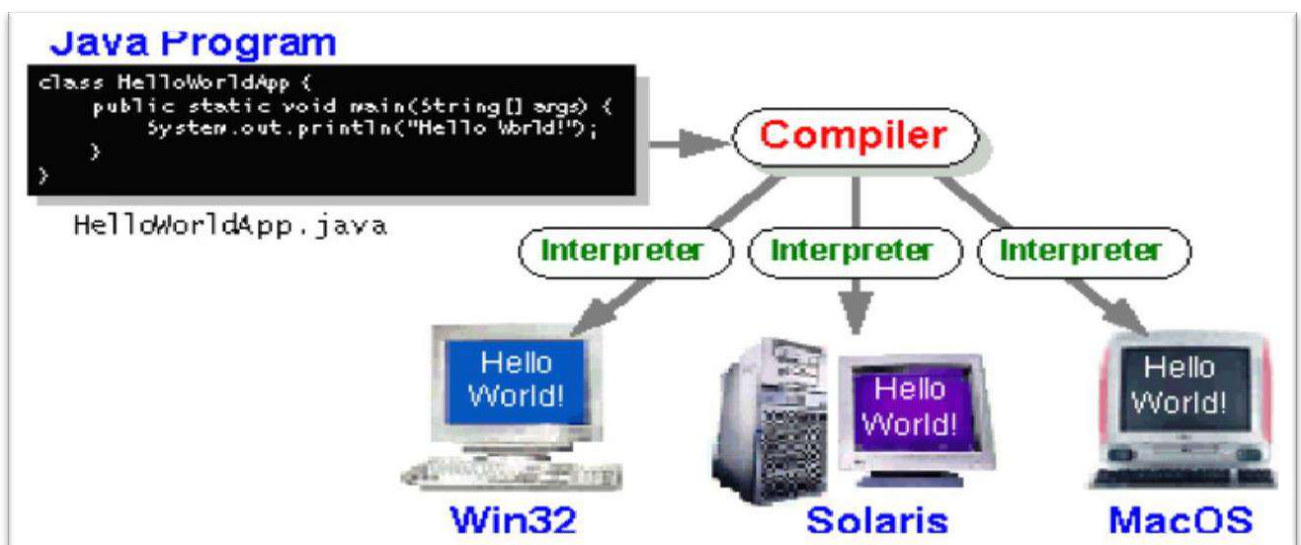 Java Program
class HelloWorldApp {
    public static void main(String[] args) {
        System.out.println("Hello World!");
    }
}
HelloWorldApp.java
Compiler
Interpreter Interpreter Interpreter
Hello
World!
Hello
World!
Hello
World!
Win32 Solaris MacOS